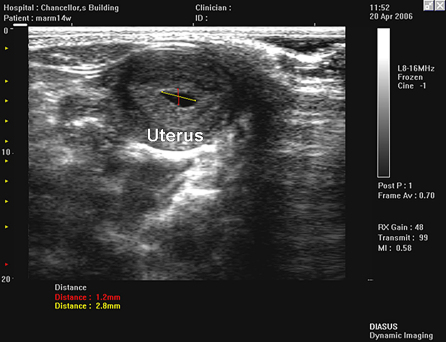 Hospital : Chancellor,s Building
Clinician :
11:52
Patient : marm14w
ID :
20 Apr 2006
0
L8-16MHz
Frozen
Cine -1
Uterus
10
Post P : 1
Frame Av : 0.70
RX Gain : 48
Transmit : 99
MI : 0.58
20
Distance
Distance : 1.2mm
Distance : 2.8mm
DIASUS
Dynamic Imaging